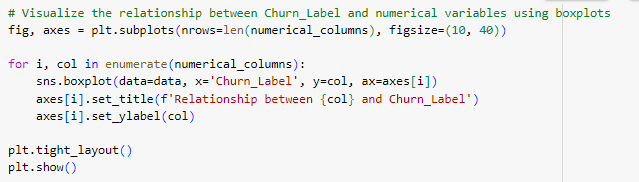 # Visualize the relationship between Churn_Label and numerical variables using boxplots
fig, axes = plt.subplots(nrows=len(numerical_columns), figsize=(10, 40))
for i, col in enumerate(numerical_columns):
    sns.boxplot(data=data, x='Churn_Label', y=col, ax=axes[i])
    axes[i].set_title(f'Relationship between {col} and Churn_Label')
    axes[i].set_ylabel(col)
plt.tight_layout()
plt.show()